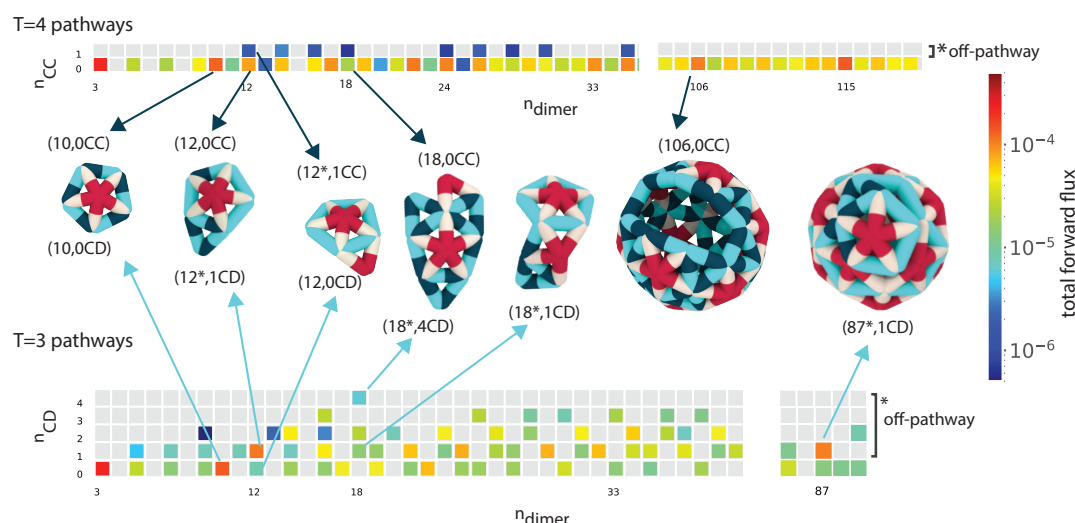 T=4 pathways
1
0
n_CC
3
12
18
24
33
106
115
* off-pathway
n_dimer
(10,0CC)
(12,0CC)
(12*,1CC)
(18,0CC)
(106,0CC)
(10,0CD)
(12*,1CD)
(12,0CD)
(18*,4CD)
(18*,1CD)
(87*,1CD)
10⁻⁴
10⁻⁵
10⁻⁶
total forward flux
T=3 pathways
4
3
2
1
0
n_CD
3
12
18
33
87
* off-pathway
n_dimer